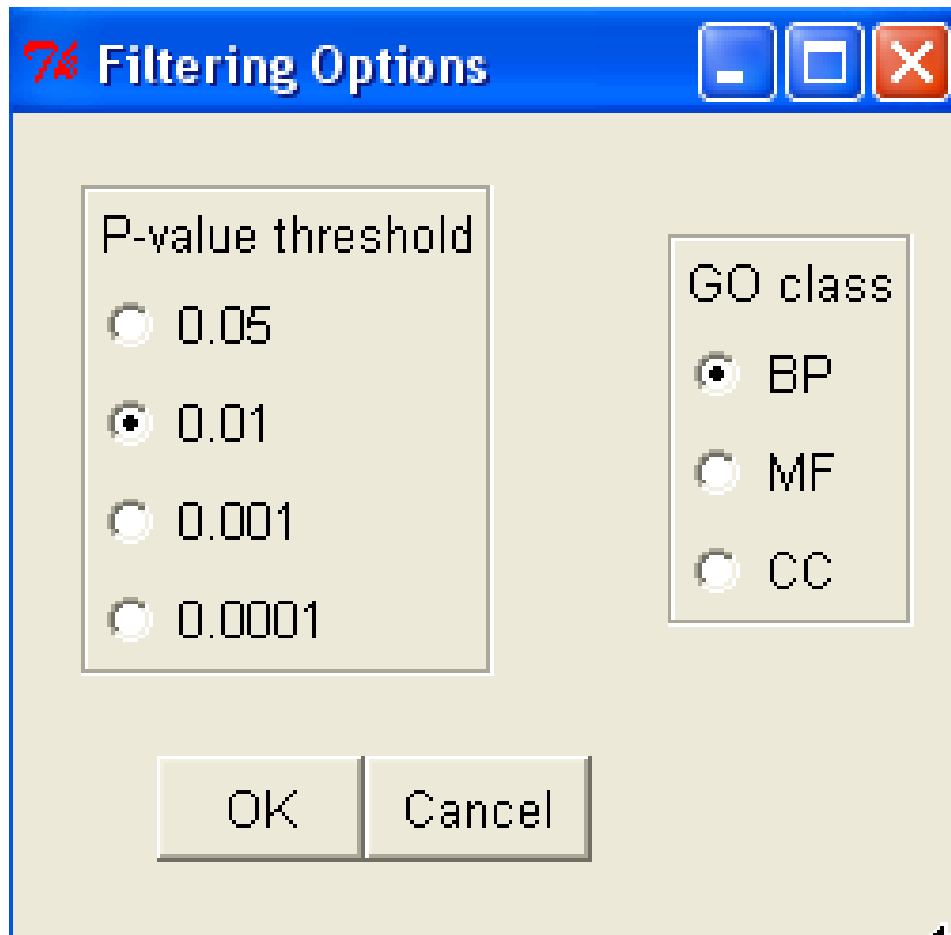 Filtering Options
P-value threshold
0.05
0.01
0.001
0.0001
GO class
BP
MF
CC
OK
Cancel